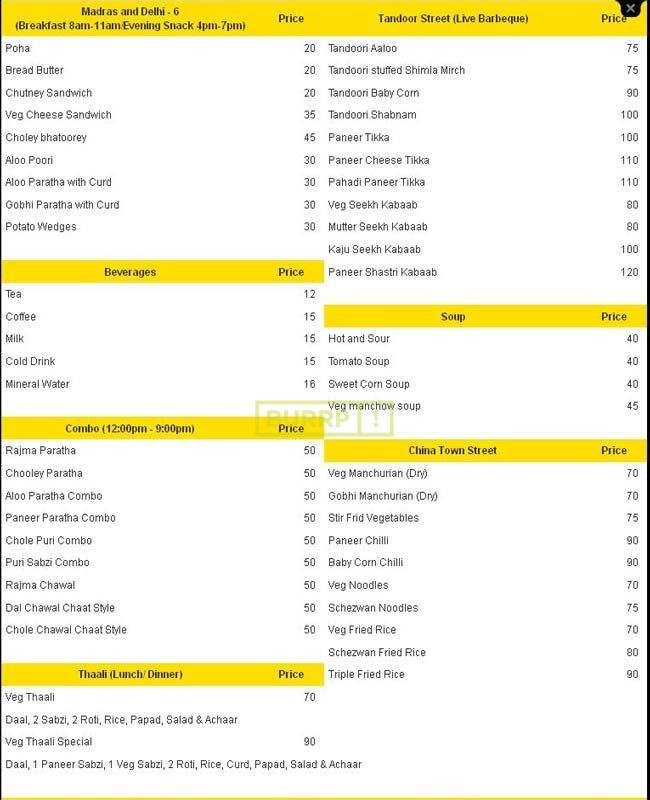 Madras and Delhi - 6
(Breakfast 8am-11am/Evening Snack 4pm-7pm) Price
Poha 20
Bread Butter 20
Chutney Sandwich 20
Veg Cheese Sandwich 35
Choley bhatoorey 45
Aloo Poori 30
Aloo Paratha with Curd 30
Gobhi Paratha with Curd 30
Potato Wedges 30
Beverages Price
Tea 12
Coffee 15
Milk 15
Cold Drink 15
Mineral Water 16
Combo (12:00pm - 9:00pm) Price
Rajma Paratha 50
Chooley Paratha 50
Aloo Paratha Combo 50
Paneer Paratha Combo 50
Chole Puri Combo 50
Puri Sabzi Combo 50
Rajma Chawal 50
Dal Chawal Chaat Style 50
Chole Chawal Chaat Style 50
Thaali (Lunch/ Dinner) Price
Veg Thaali 70
Daal, 2 Sabzi, 2 Roti, Rice, Papad, Salad & Achaar
Veg Thaali Special 90
Daal, 1 Paneer Sabzi, 1 Veg Sabzi, 2 Roti, Rice, Curd, Papad, Salad & Achaar
Tandoor Street (Live Barbeque) Price
Tandoori Aaloo 75
Tandoori stuffed Shimla Mirch 75
Tandoori Baby Corn 90
Tandoori Shabnam 100
Paneer Tikka 100
Paneer Cheese Tikka 110
Pahadi Paneer Tikka 110
Veg Seekh Kabaab 80
Mutter Seekh Kabaab 80
Kaju Seekh Kabaab 100
Paneer Shastri Kabaab 120
Soup Price
Hot and Sour 40
Tomato Soup 40
Sweet Corn Soup 40
Veg manchow soup 45
China Town Street Price
Veg Manchurian (Dry) 70
Gobhi Manchurian (Dry) 70
Stir Frid Vegetables 75
Paneer Chilli 90
Baby Corn Chilli 90
Veg Noodles 70
Schezwan Noodles 75
Veg Fried Rice 70
Schezwan Fried Rice 80
Triple Fried Rice 90
BURRP!